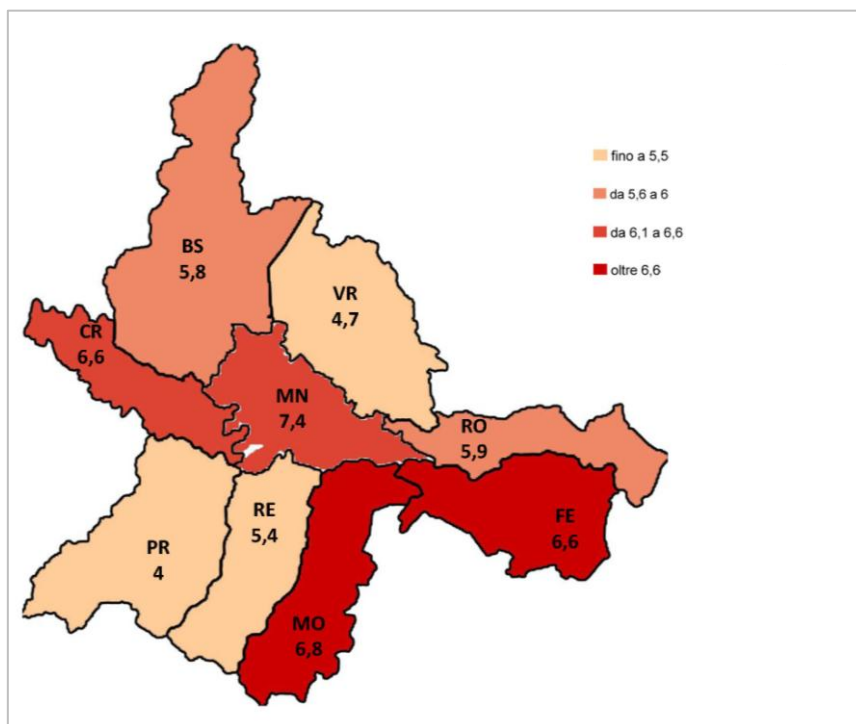 fino a 5,5
da 5,6 a 6
da 6,1 a 6,6
oltre 6,6
BS
5,8
VR
4,7
CR
6,6
MN
7,4
RO
5,9
RE
5,4
FE
6,6
PR
4
MO
6,8